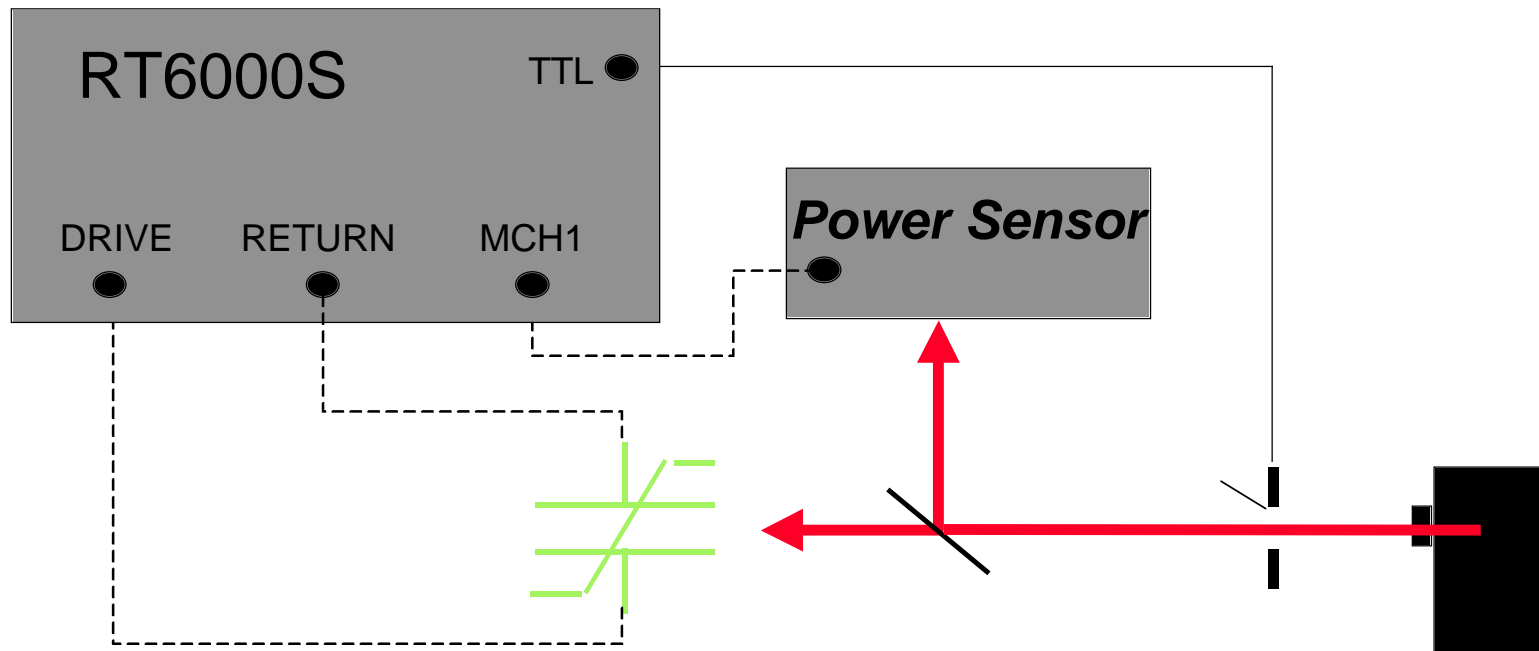 RT6000S
TTL
DRIVE
RETURN
MCH1
Power Sensor